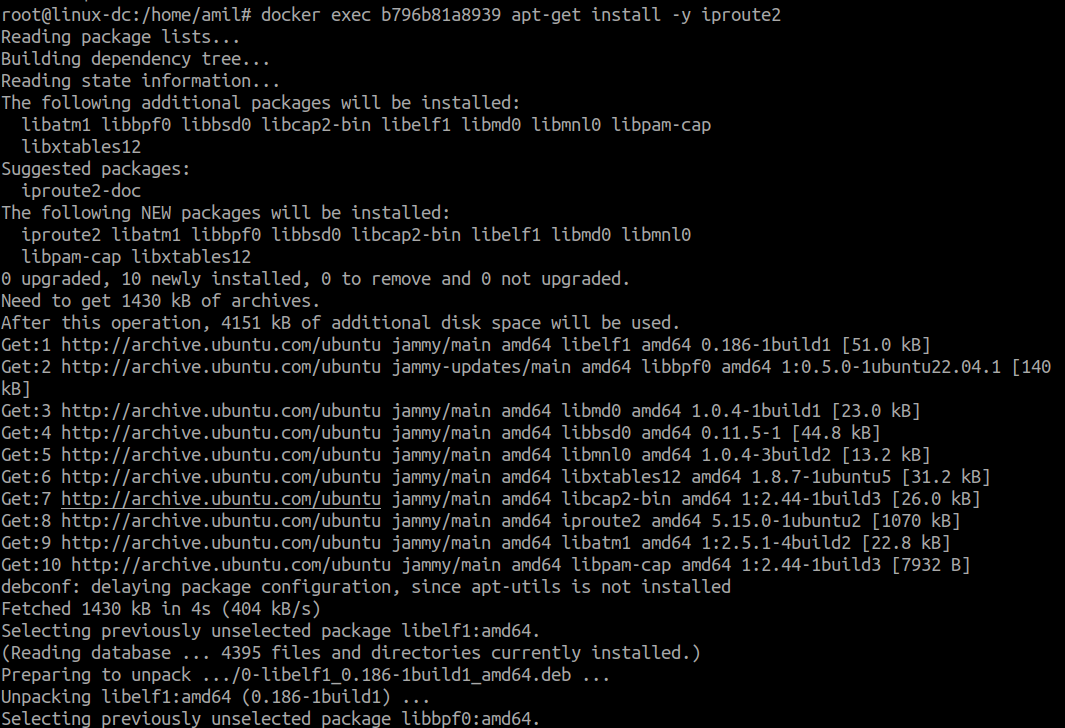 root@linux-dc:/home/amil# docker exec b796b81a8939 apt-get install -y iproute2
Reading package lists...
Building dependency tree...
Reading state information...
The following additional packages will be installed:
  libatm1 libbpf0 libbsd0 libcap2-bin libelf1 libmd0 libmnl0 libpam-cap
  libxtables12
Suggested packages:
  iproute2-doc
The following NEW packages will be installed:
  iproute2 libatm1 libbpf0 libbsd0 libcap2-bin libelf1 libmd0 libmnl0
  libpam-cap libxtables12
0 upgraded, 10 newly installed, 0 to remove and 0 not upgraded.
Need to get 1430 kB of archives.
After this operation, 4151 kB of additional disk space will be used.
Get:1 http://archive.ubuntu.com/ubuntu jammy/main amd64 libelf1 amd64 0.186-1build1 [51.0 kB]
Get:2 http://archive.ubuntu.com/ubuntu jammy-updates/main amd64 libbpf0 amd64 1:0.5.0-1ubuntu22.04.1 [140
kB]
Get:3 http://archive.ubuntu.com/ubuntu jammy/main amd64 libmd0 amd64 1.0.4-1build1 [23.0 kB]
Get:4 http://archive.ubuntu.com/ubuntu jammy/main amd64 libbsd0 amd64 0.11.5-1 [44.8 kB]
Get:5 http://archive.ubuntu.com/ubuntu jammy/main amd64 libmnl0 amd64 1.0.4-3build2 [13.2 kB]
Get:6 http://archive.ubuntu.com/ubuntu jammy/main amd64 libxtables12 amd64 1.8.7-1ubuntu5 [31.2 kB]
Get:7 http://archive.ubuntu.com/ubuntu jammy/main amd64 libcap2-bin amd64 1:2.44-1build3 [26.0 kB]
Get:8 http://archive.ubuntu.com/ubuntu jammy/main amd64 iproute2 amd64 5.15.0-1ubuntu2 [1070 kB]
Get:9 http://archive.ubuntu.com/ubuntu jammy/main amd64 libatm1 amd64 1:2.5.1-4build2 [22.8 kB]
Get:10 http://archive.ubuntu.com/ubuntu jammy/main amd64 libpam-cap amd64 1:2.44-1build3 [7932 B]
debconf: delaying package configuration, since apt-utils is not installed
Fetched 1430 kB in 4s (404 kB/s)
Selecting previously unselected package libelf1:amd64.
(Reading database ... 4395 files and directories currently installed.)
Preparing to unpack .../0-libelf1_0.186-1build1_amd64.deb ...
Unpacking libelf1:amd64 (0.186-1build1) ...
Selecting previously unselected package libbpf0:amd64.